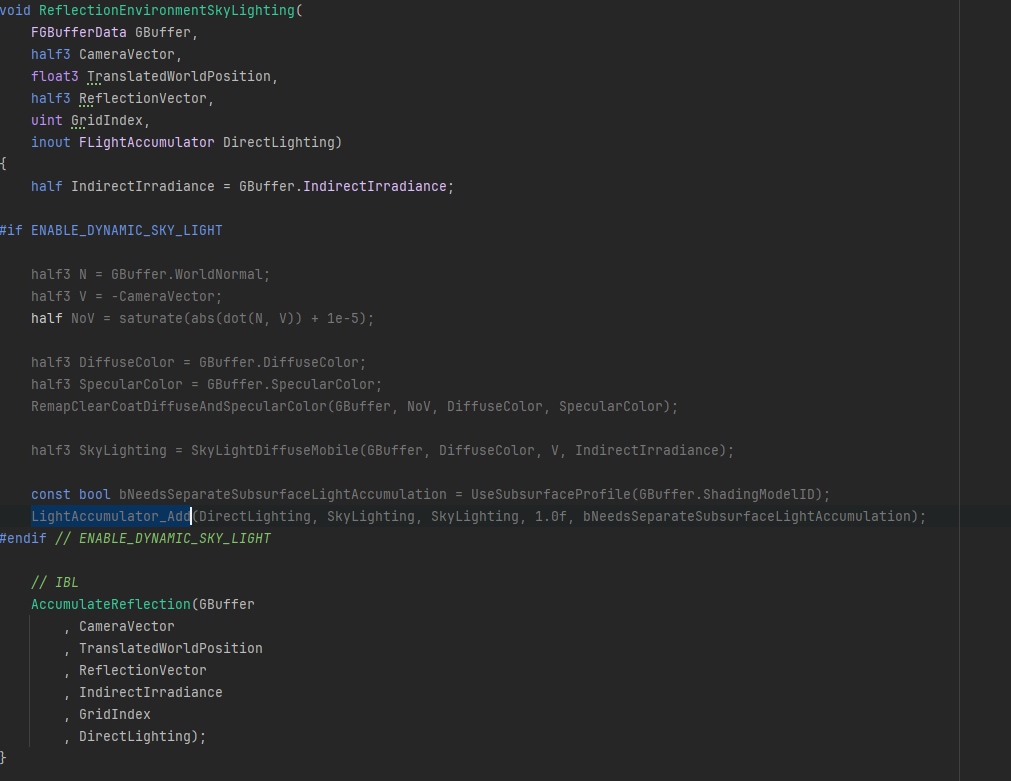 void ReflectionEnvironmentSkyLighting(
FGBufferData GBuffer,
half3 CameraVector,
float3 TranslatedWorldPosition,
half3 ReflectionVector,
uint GridIndex,
inout FLightAccumulator DirectLighting)
{
half IndirectIrradiance = GBuffer.IndirectIrradiance;
#if ENABLE_DYNAMIC_SKY_LIGHT
half3 N = GBuffer.WorldNormal;
half3 V = -CameraVector;
half NoV = saturate(abs(dot(N, V)) + 1e-5);
half3 DiffuseColor = GBuffer.DiffuseColor;
half3 SpecularColor = GBuffer.SpecularColor;
RemapClearCoatDiffuseAndSpecularColor(GBuffer, NoV, DiffuseColor, SpecularColor);
half3 SkyLighting = SkyLightDiffuseMobile(GBuffer, DiffuseColor, V, IndirectIrradiance);
const bool bNeedsSeparateSubsurfaceLightAccumulation = UseSubsurfaceProfile(GBuffer.ShadingModelID);
LightAccumulator_Add(DirectLighting, SkyLighting, SkyLighting, 1.0f, bNeedsSeparateSubsurfaceLightAccumulation);
#endif // ENABLE_DYNAMIC_SKY_LIGHT
// IBL
AccumulateReflection(GBuffer
, CameraVector
, TranslatedWorldPosition
, ReflectionVector
, IndirectIrradiance
, GridIndex
, DirectLighting);
}